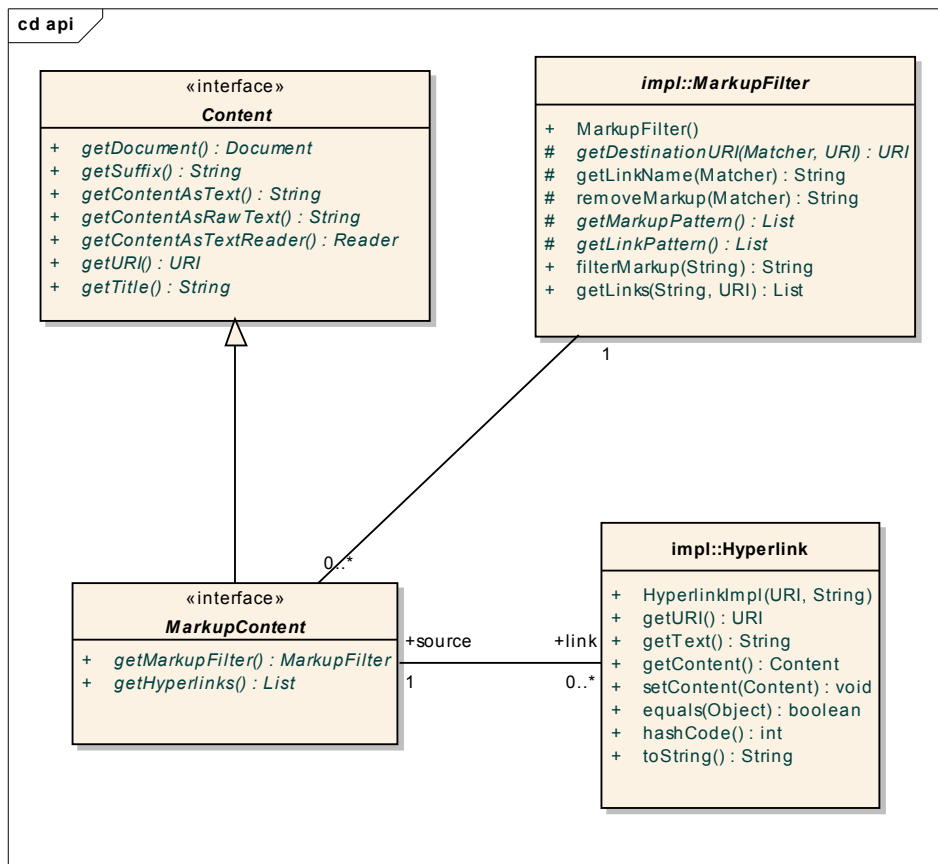 cd api
«interface»
Content
+ getDocument() : Document
+ getSuffix() : String
+ getContentAsText() : String
+ getContentAsRawText() : String
+ getContentAsTextReader() : Reader
+ getURI() : URI
+ getTitle() : String
impl::MarkupFilter
+ MarkupFilter()
# getDestinationURI(Matcher, URI) : URI
# getLinkName(Matcher) : String
# removeMarkup(Matcher) : String
# getMarkupPattern() : List
# getLinkPattern() : List
+ filterMarkup(String) : String
+ getLinks(String, URI) : List
1
0..*
«interface»
MarkupContent
+ getMarkupFilter() : MarkupFilter
+ getHyperlinks() : List
+source
1
+link
0..*
impl::Hyperlink
+ HyperlinkImpl(URI, String)
+ getURI() : URI
+ getText() : String
+ getContent() : Content
+ setContent(Content) : void
+ equals(Object) : boolean
+ hashCode() : int
+ toString() : String